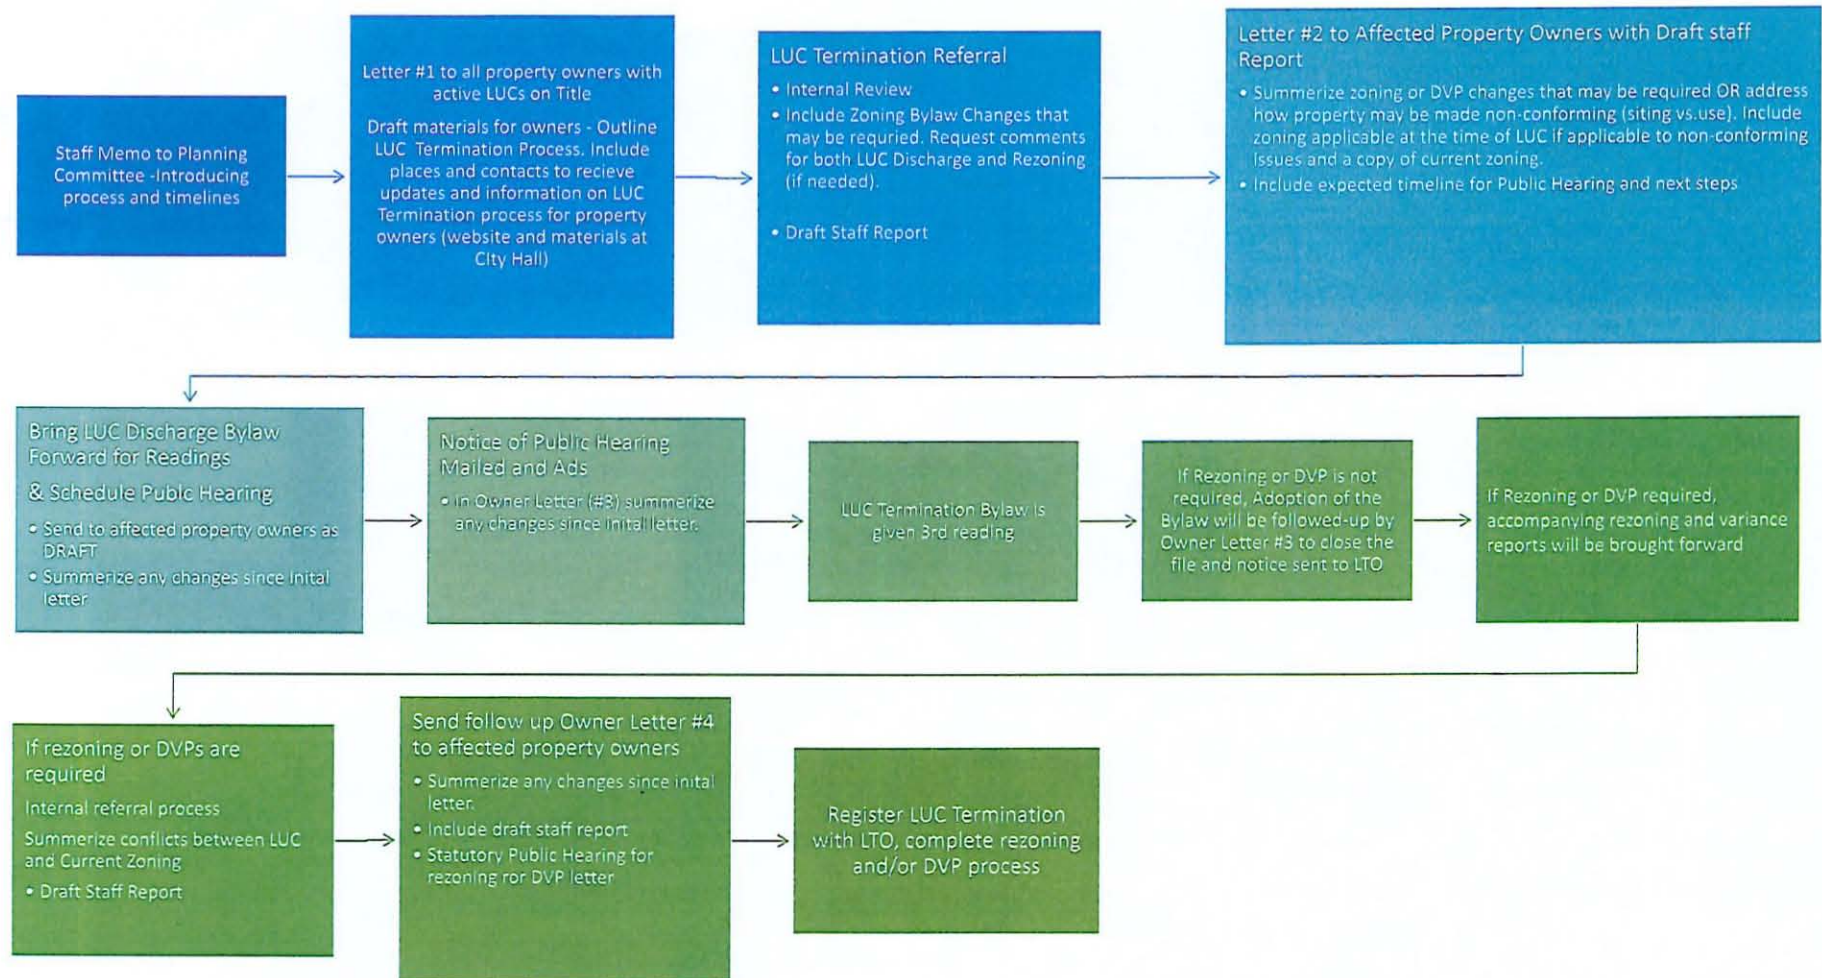 Staff Memo to Planning
Committee -Introducing
process and timelines
Letter #1 to all property owners with
active LUCs on Title
Draft materials for owners - Outline
LUC Termination Process. Include
places and contacts to recieve
updates and information on LUC
Termination process for property
owners (website and materials at
CIty Hall)
LUC Termination Referral
• Internal Review
• Include Zoning Bylaw Changes that
may be requried. Request comments
for both LUC Discharge and Rezoning
(if needed).
• Draft Staff Report
Letter #2 to Affected Property Owners with Draft staff
Report
• Summarize zoning or DVP changes that may be required OR address
how property may be made non-conforming (siting vs.use). Include
zoning applicable at the time of LUC if applicable to non-conforming
issues and a copy of current zoning.
• Include expected timeline for Public Hearing and next steps
Bring LUC Discharge Bylaw
Forward for Readings
& Schedule Publc Hearing
• Send to affected property owners as
DRAFT
• Summerize any changes since inital
letter
Notice of Public Hearing
Mailed and Ads
• In Owner Letter (#3) summerize
any changes since inital letter.
LUC Termination Bylaw is
given 3rd reading
If Rezoning or DVP is not
required, Adoption of the
Bylaw will be followed-up by
Owner Letter #3 to close the
file and notice sent to LTO
If Rezoning or DVP required,
accompanying rezoning and variance
reports will be brought forward
If rezoning or DVPs are
required
Internal referral process
Summerize conflicts between LUC
and Current Zoning
• Draft Staff Report
Send follow up Owner Letter #4
to affected property owners
• Summerize any changes since inital
letter.
• Include draft staff report
• Statutory Public Hearing for
rezoning ror DVP letter
Register LUC Termination
with LTO, complete rezoning
and/or DVP process